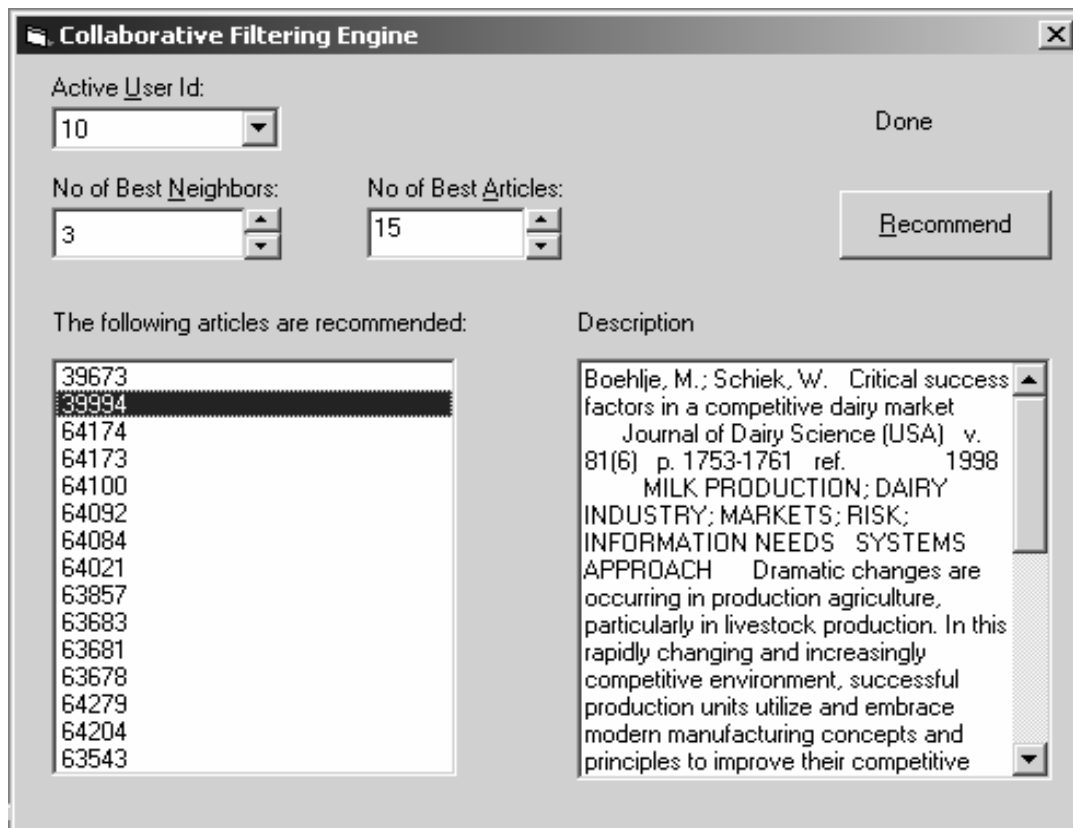 Collaborative Filtering Engine
Active User Id:
10
Done
No of Best Neighbors:
No of Best Articles:
3
15
Recommend
The following articles are recommended:
39673
39994
64174
64173
64100
64092
64084
64021
63857
63683
63681
63678
64279
64204
63543
Description
Boehlje, M.; Schiek, W. Critical success
factors in a competitive dairy market
Journal of Dairy Science (USA) v.
81(6) p. 1753-1761 ref. 1998
MILK PRODUCTION; DAIRY
INDUSTRY; MARKETS; RISK;
INFORMATION NEEDS SYSTEMS
APPROACH Dramatic changes are
occurring in production agriculture,
particularly in livestock production. In this
rapidly changing and increasingly
competitive environment, successful
production units utilize and embrace
modern manufacturing concepts and
principles to improve their competitive